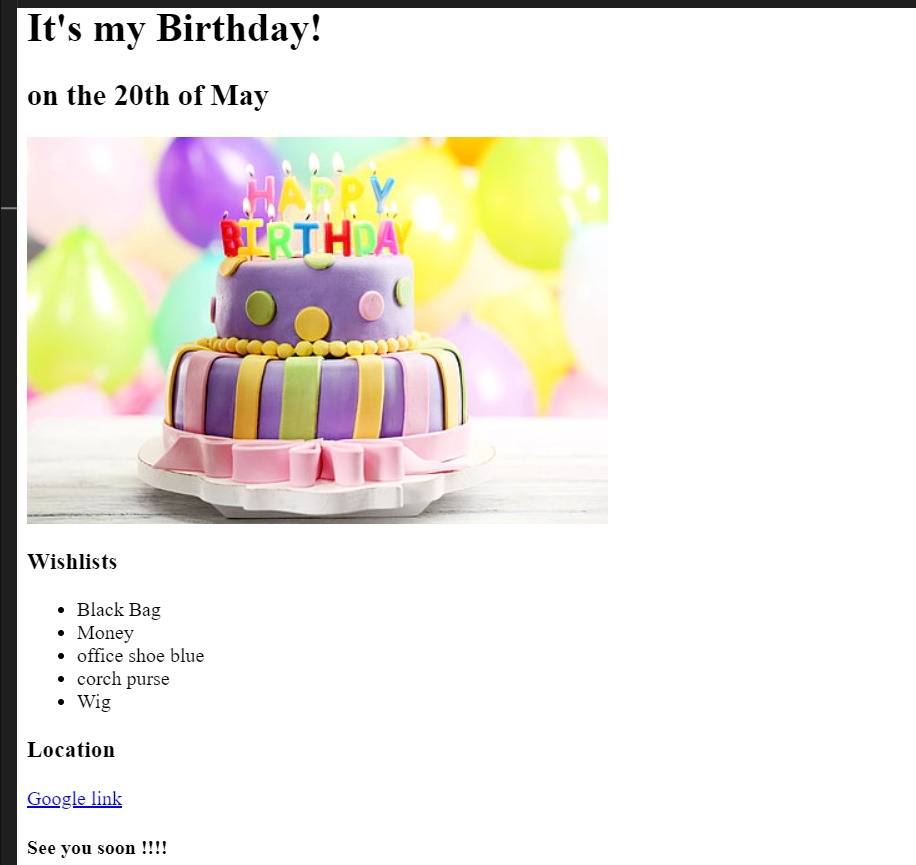 It's my Birthday!
on the 20th of May
HAPPY
BIRTHDAY
Wishlists
Black Bag
Money
office shoe blue
corch purse
Wig
Location
Google link
See you soon !!!!